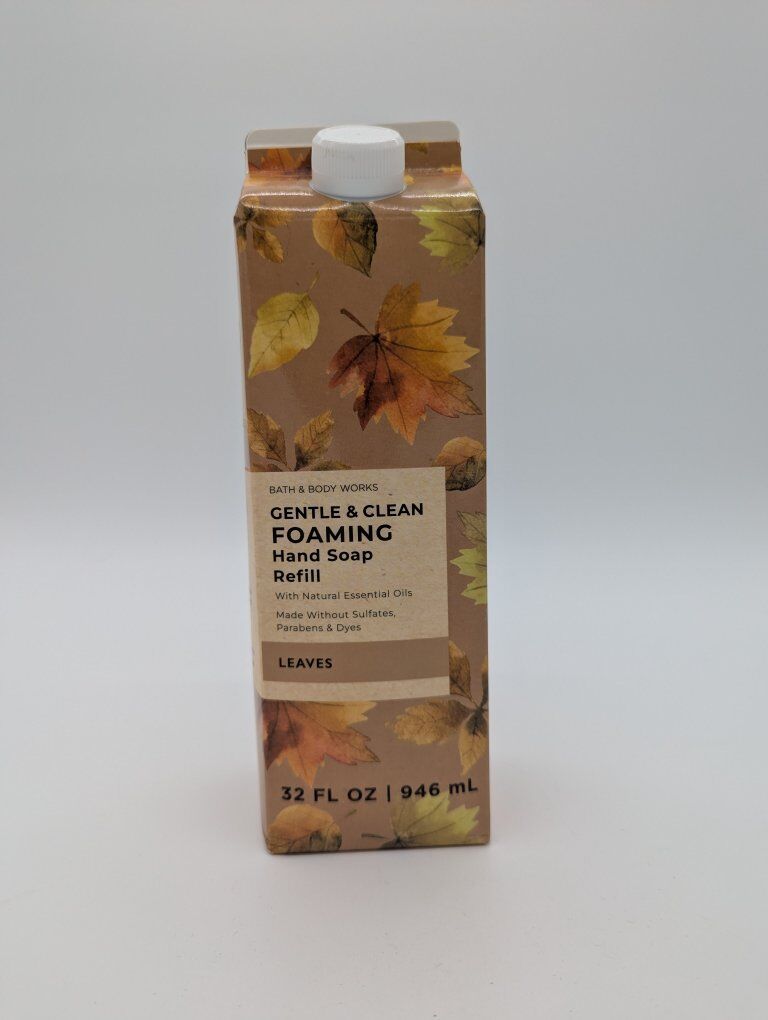 BATH & BODY WORKS
GENTLE & CLEAN
FOAMING
Hand Soap
Refill
With Natural Essential Oils
Made Without Sulfates,
Parabens & Dyes
LEAVES
32 FL OZ | 946 mL